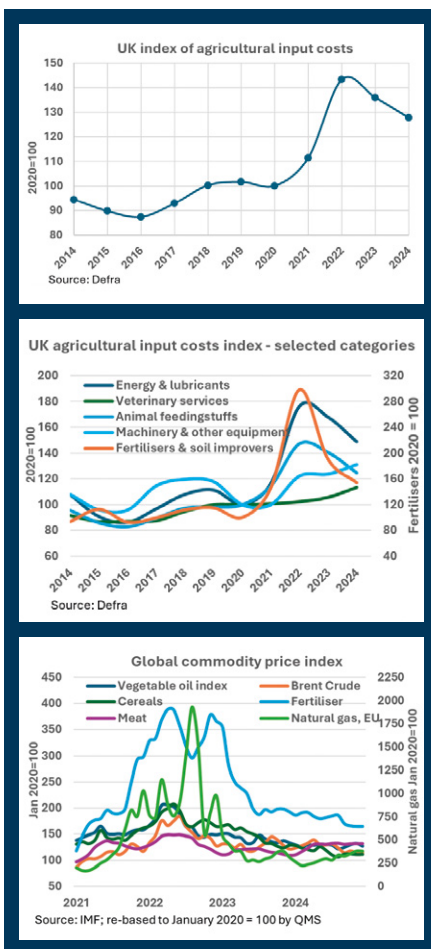 UK index of agricultural input costs
150
140
130
120
110
100
90
80
2020=100
2014 2015 2016 2017 2018 2019 2020 2021 2022 2023 2024
Source: Defra
UK agricultural input costs index - selected categories
200 320
180 280
160 240
140 200
120 160
100 120
80 80
60 40
2020=100
Fertilisers 2020 = 100
Energy & lubricants
Veterinary services
Animal feedingstuffs
Machinery & other equipment
Fertilisers & soil improvers
2014 2015 2016 2017 2018 2019 2020 2021 2022 2023 2024
Source: Defra
Global commodity price index
450 2250
400 2000
350 1750
300 1500
250 1250
200 1000
150 750
100 500
50 250
0
Jan 2020=100
Natural gas Jan 2020=100
Vegetable oil index Brent Crude
Cereals Fertiliser
Meat Natural gas, EU
2021 2022 2023 2024
Source: IMF; re-based to January 2020 = 100 by QMS